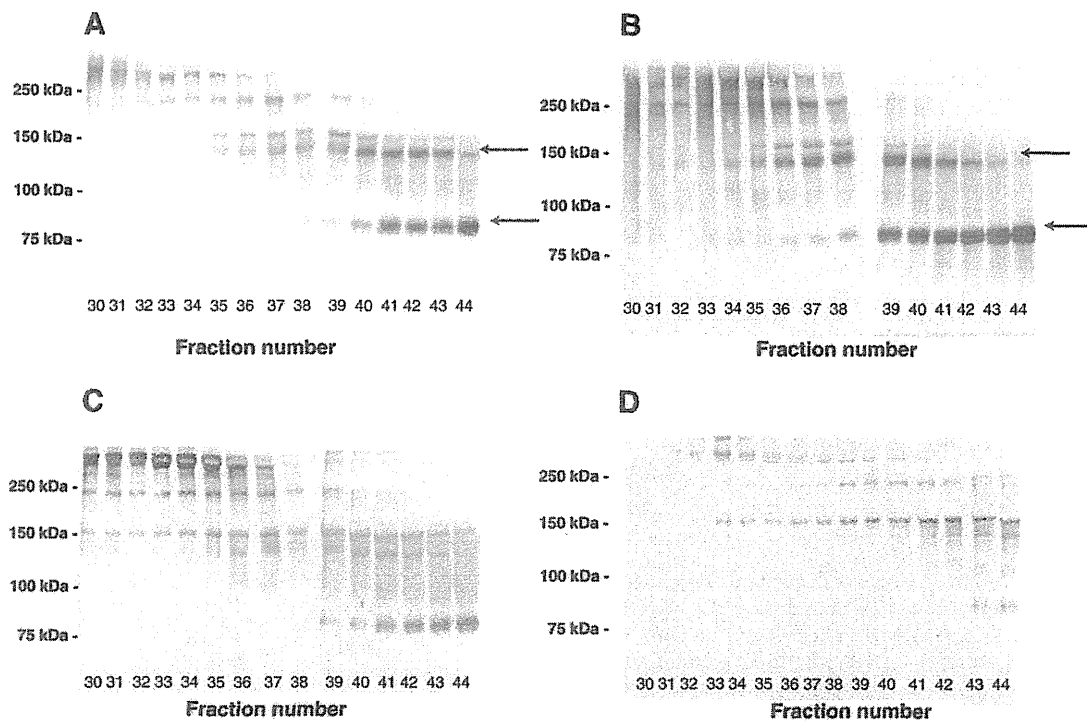 A
250 kDa -
150 kDa -
100 kDa -
75 kDa -
30 31 32 33 34 35 36 37 38 39 40 41 42 43 44
Fraction number
B
250 kDa -
150 kDa -
100 kDa -
75 kDa -
30 31 32 33 34 35 36 37 38 39 40 41 42 43 44
Fraction number
C
250 kDa -
150 kDa -
100 kDa -
75 kDa -
30 31 32 33 34 35 36 37 38 39 40 41 42 43 44
Fraction number
D
250 kDa -
150 kDa -
100 kDa -
75 kDa -
30 31 32 33 34 35 36 37 38 39 40 41 42 43 44
Fraction number